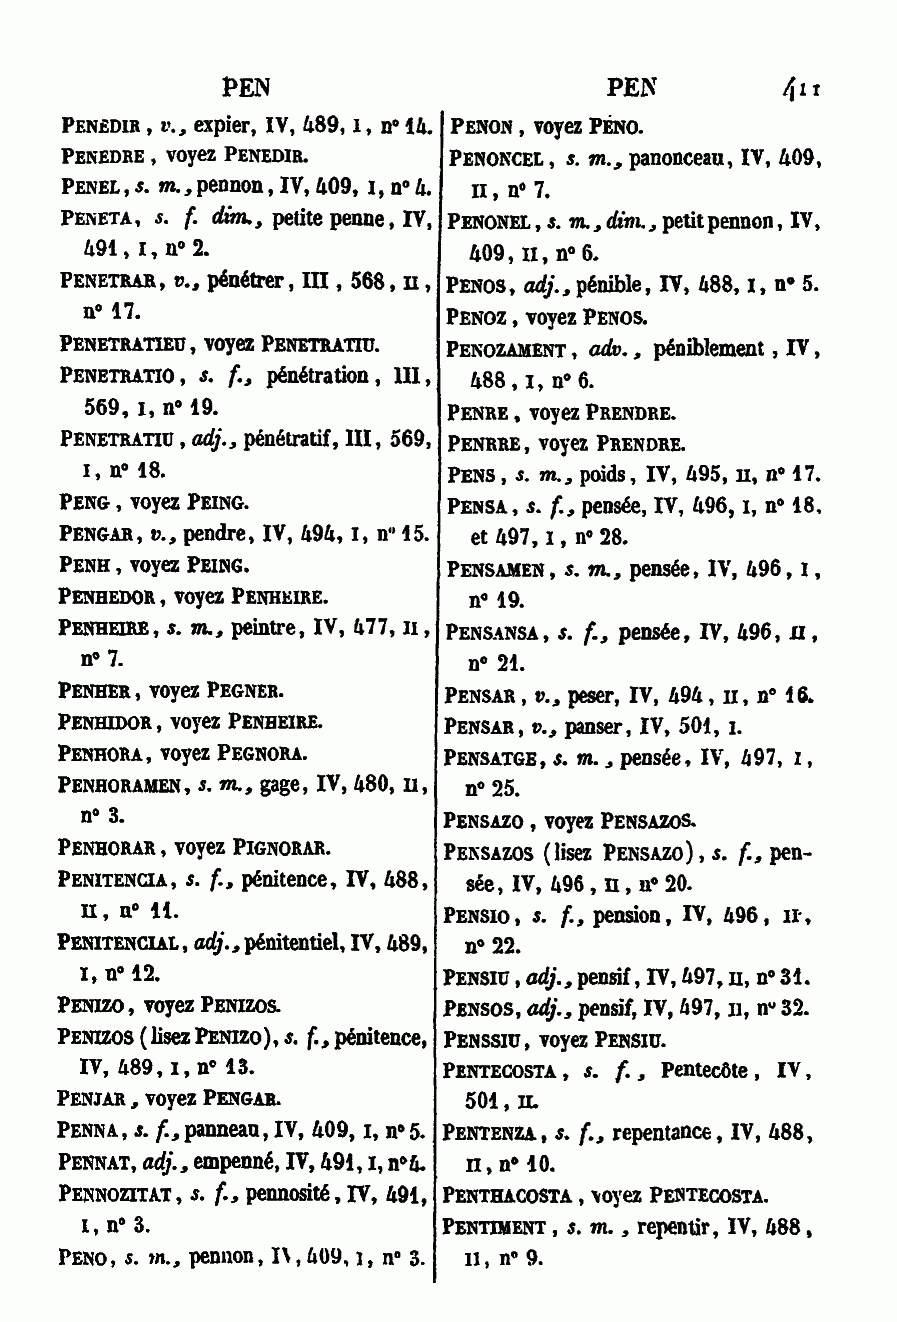 PEN PEN 411
PENEDIR, v., expier, IV, 489, I, n° 14.
PENEDRE, voyez PENEDIR.
PENEL, s. m., pennon, IV, 409, I, n° 4.
PENETA, s. f. dim., petite penne, IV,
491, I, n° 2.
PENETRAR, v., pénétrer, III, 568, II,
n° 17.
PENETRATIEU, voyez PENETRATIU.
PENETRATIO, s. f., pénétration, III,
569, I, n° 19.
PENETRATIU, adj., pénétratif, III, 569,
I, n° 18.
PENG, voyez PEING.
PENGAR, v., pendre, IV, 494, I, n° 15.
PENH, voyez PEING.
PENHEDOR, voyez PENHEIRE.
PENHEIRE, s. m., peintre, IV, 477, II,
n° 7.
PENHER, voyez PEGNER.
PENHIDOR, voyez PENHEIRE.
PENHORA, voyez PEGNORA.
PENHORAMEN, s. m., gage, IV, 480, II,
n° 3.
PENHORAR, voyez PIGNORAR.
PENITENCIA, s. f., pénitence, IV, 488,
II, n° 11.
PENITENCIAL, adj., pénitentiel, IV, 489,
I, n° 12.
PENIZO, voyez PENIZOS.
PENIZOS (lisez PENIZO), s. f., pénitence,
IV, 489, I, n° 13.
PENJAR, voyez PENGAR.
PENNA, s. f., panneau, IV, 409, I, n° 5.
PENNAT, adj., empenné, IV, 491, I, n° 4.
PENNOZITAT, s. f., pennosité, IV, 491,
I, n° 3.
PENO, s. m., pennon, IV, 409, I, n° 3.
PENON, voyez PENO.
PENONCEL, s. m., panonceau, IV, 409,
II, n° 7.
PENONEL, s. m., dim., petit pennon, IV,
409, II, n° 6.
PENOS, adj., pénible, IV, 488, I, n° 5.
PENOZ, voyez PENOS.
PENOZAMENT, adv., péniblement, IV,
488, I, n° 6.
PENRE, voyez PRENDRE.
PENRRE, voyez PRENDRE.
PENS, s. m., poids, IV, 495, II, n° 17.
PENSA, s. f., pensée, IV, 496, I, n° 18.
et 497, I, n° 28.
PENSAMEN, s. m., pensée, IV, 496, I,
n° 19.
PENSANSA, s. f., pensée, IV, 496, II,
n° 21.
PENSAR, v., peser, IV, 494, II, n° 16.
PENSAR, v., panser, IV, 501, I.
PENSATGE, s. m., pensée, IV, 497, I,
n° 25.
PENSAZO, voyez PENSAZOS.
PENSAZOS (lisez PENSAZO), s. f., pen-
sée, IV, 496, II, n° 20.
PENSIO, s. f., pension, IV, 496, II,
n° 22.
PENSIU, adj., pensif, IV, 497, II, n° 31.
PENSOS, adj., pensif, IV, 497, II, n° 32.
PENSSIU, voyez PENSIU.
PENTECOSTA, s. f., Pentecôte, IV,
501, II.
PENTENZA, s. f., repentance, IV, 488,
II, n° 10.
PENTHACOSTA, voyez PENTECOSTA.
PENTIMENT, s. m., repentir, IV, 488,
II, n° 9.